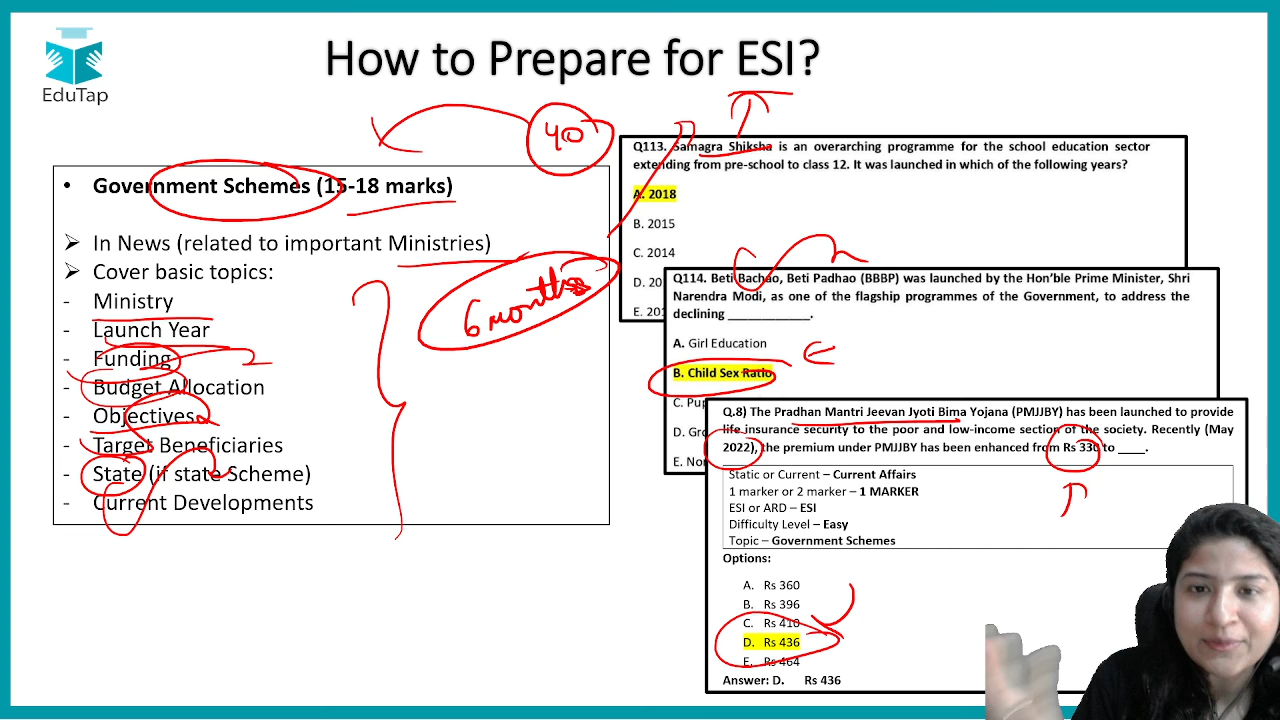 How to Prepare for ESI?
EduTap
40
• Government Schemes (15-18 marks)
➤ In News (related to important Ministries)
➤ Cover basic topics:
- Ministry
- Launch Year
- Funding
- Budget Allocation
- Objectives
- Target Beneficiaries
- State (if state Scheme)
- Current Developments
6 months
Q113. Samagra Shiksha is an overarching programme for the school education sector
extending from pre-school to class 12. It was launched in which of the following years?
A. 2018
B. 2015
C. 2014
D. 20
E. 201
Q114. Beti Bachao, Beti Padhao (BBBP) was launched by the Hon'ble Prime Minister, Shri
Narendra Modi, as one of the flagship programmes of the Government, to address the
declining ____________.
A. Girl Education
B. Child Sex Ratio
C. Pup
D. Gro
E. Non
Q.8) The Pradhan Mantri Jeevan Jyoti Bima Yojana (PMJJBY) has been launched to provide
life insurance security to the poor and low-income section of the society. Recently (May
2022), the premium under PMJJBY has been enhanced from Rs 330 to ____.
Static or Current – Current Affairs
1 marker or 2 marker – 1 MARKER
ESI or ARD – ESI
Difficulty Level – Easy
Topic – Government Schemes
Options:
A. Rs 360
B. Rs 396
C. Rs 410
D. Rs 436
E. Rs 464
Answer: D. Rs 436